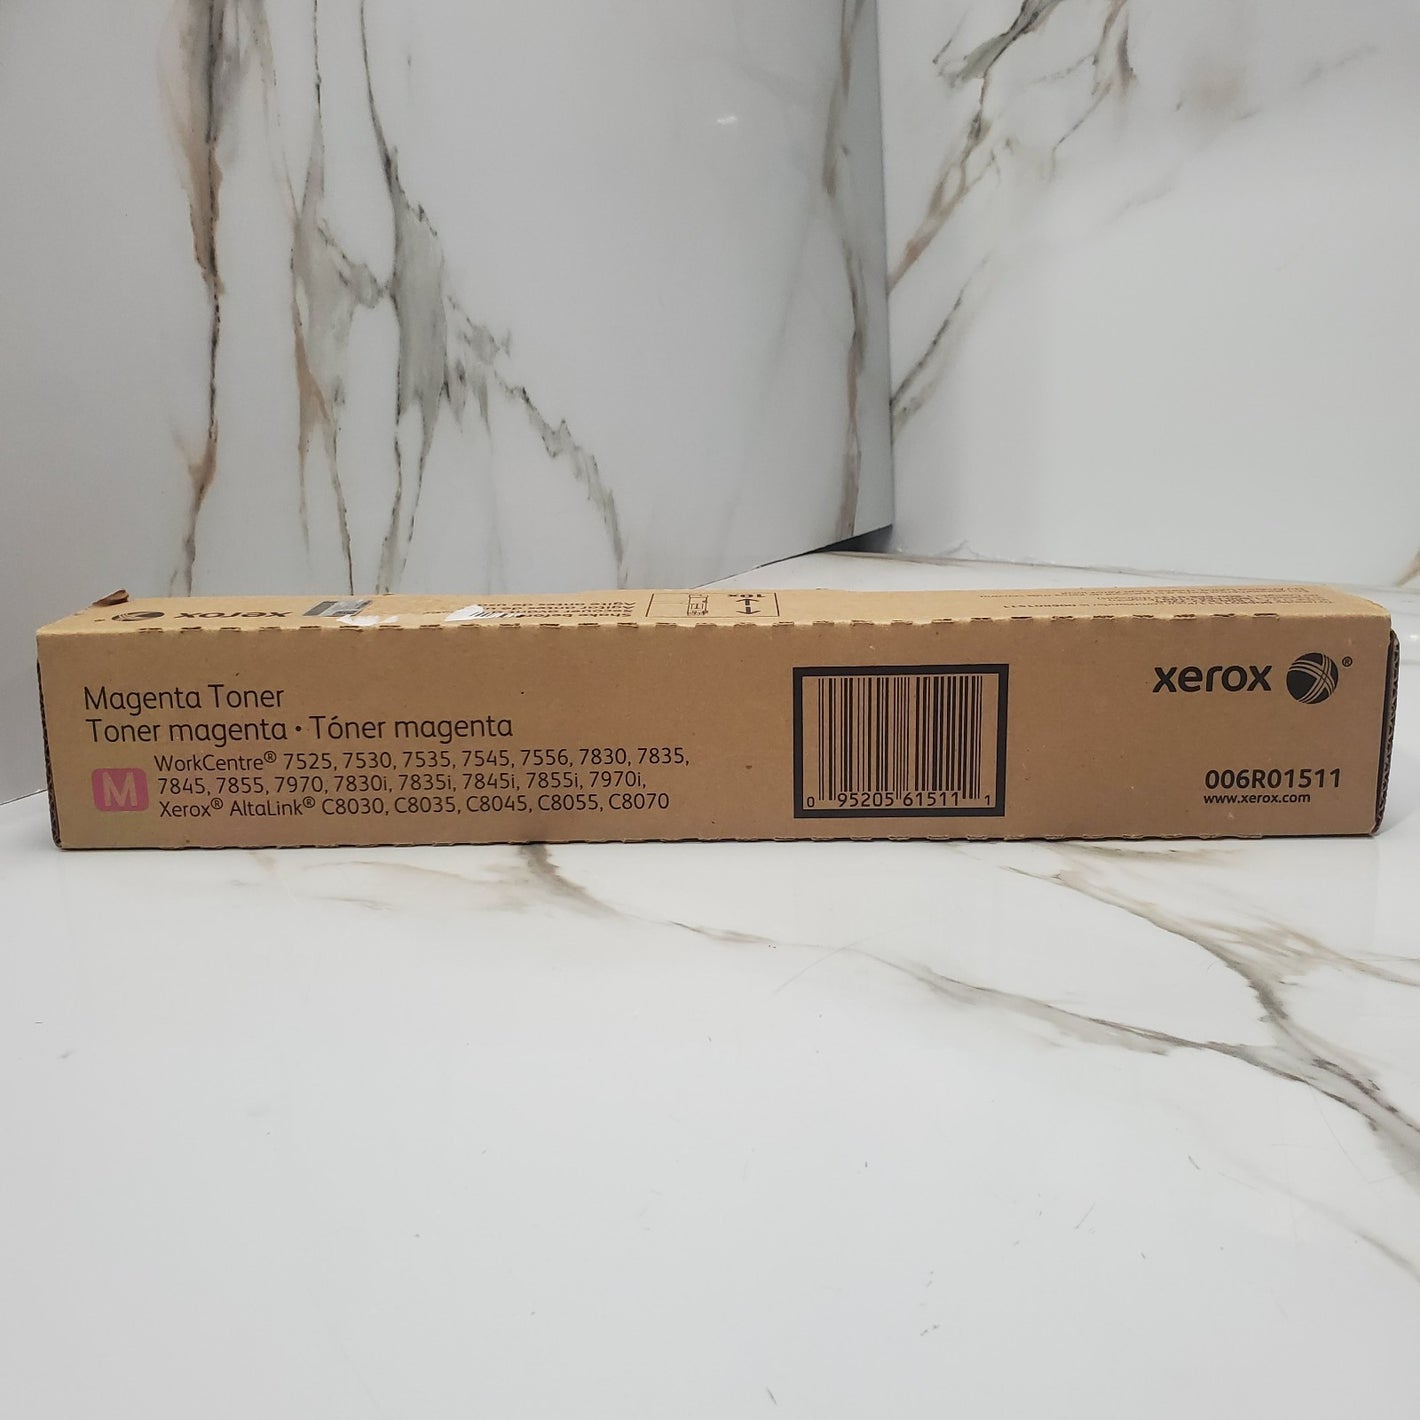 xerox
16x
Magenta Toner
Toner magenta • Tóner magenta
M
WorkCentre® 7525, 7530, 7535, 7545, 7556, 7830, 7835,
7845, 7855, 7970, 7830i, 7835i, 7845i, 7855i, 7970i,
Xerox® AltaLink® C8030, C8035, C8045, C8055, C8070
0 95205 61511 1
xerox ®
006R01511
www.xerox.com